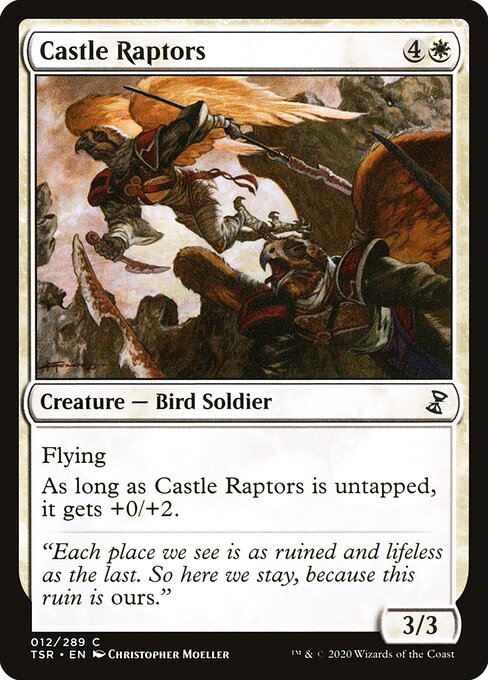 Castle Raptors 4
Creature — Bird Soldier
Flying
As long as Castle Raptors is untapped,
it gets +0/+2.
“Each place we see is as ruined and lifeless
as the last. So here we stay, because this
ruin is ours.”
3/3
012/289 C
TSR • EN Christopher Moeller ™ & © 2020 Wizards of the Coast